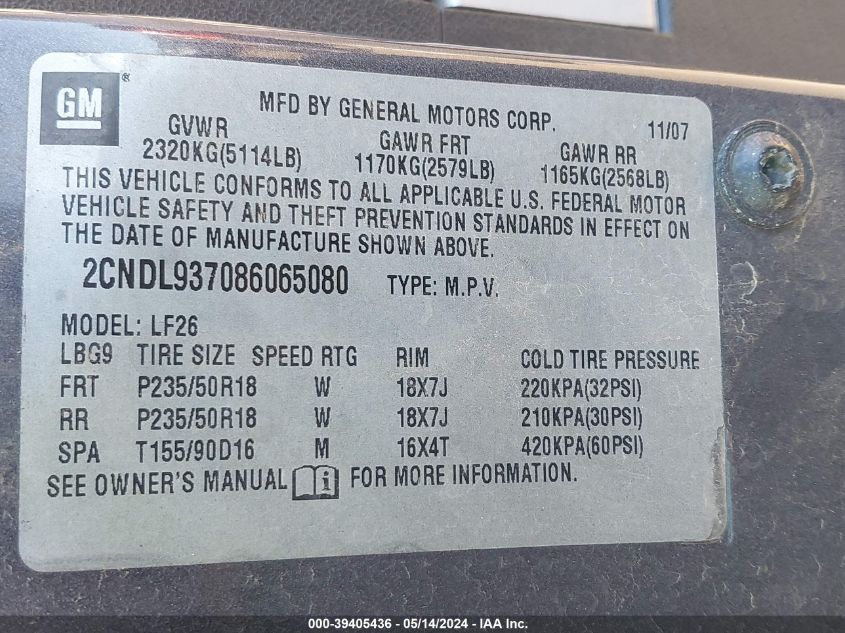 GM ®
MFD BY GENERAL MOTORS CORP. 11/07
GVWR GAWR FRT GAWR RR
2320KG(5114LB) 1170KG(2579LB) 1165KG(2568LB)
THIS VEHICLE CONFORMS TO ALL APPLICABLE U.S. FEDERAL MOTOR
VEHICLE SAFETY AND THEFT PREVENTION STANDARDS IN EFFECT ON
THE DATE OF MANUFACTURE SHOWN ABOVE.
2CNDL937086065080 TYPE: M.P.V.
MODEL: LF26
LBG9 TIRE SIZE SPEED RTG RIM COLD TIRE PRESSURE
FRT P235/50R18 W 18X7J 220KPA(32PSI)
RR P235/50R18 W 18X7J 210KPA(30PSI)
SPA T155/90D16 M 16X4T 420KPA(60PSI)
SEE OWNER'S MANUAL i FOR MORE INFORMATION.
000-39405436 - 05/14/2024 - IAA Inc.